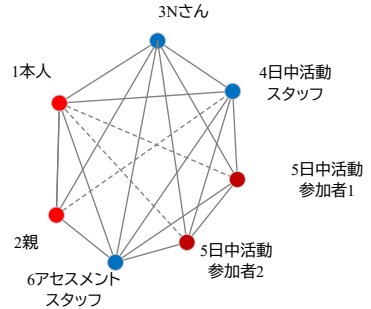 3Nさん
1本人
4日中活動
スタッフ
5日中活動
参加者1
2親
5日中活動
参加者2
6アセスメント
スタッフ